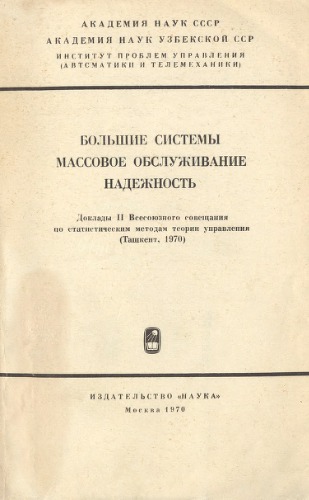 АКАДЕМИЯ НАУК СССР
АКАДЕМИЯ НАУК УЗБЕКСКОЙ ССР
ИНСТИТУТ ПРОБЛЕМ УПРАВЛЕНИЯ
(АВТОМАТИКИ И ТЕЛЕМЕХАНИКИ)
БОЛЬШИЕ СИСТЕМЫ
МАССОВОЕ ОБСЛУЖИВАНИЕ
НАДЕЖНОСТЬ
Доклады II Всесоюзного совещания
по статистическим методам теории управления
(Ташкент, 1970)
ИЗДАТЕЛЬСТВО «НАУКА»
Москва 1970